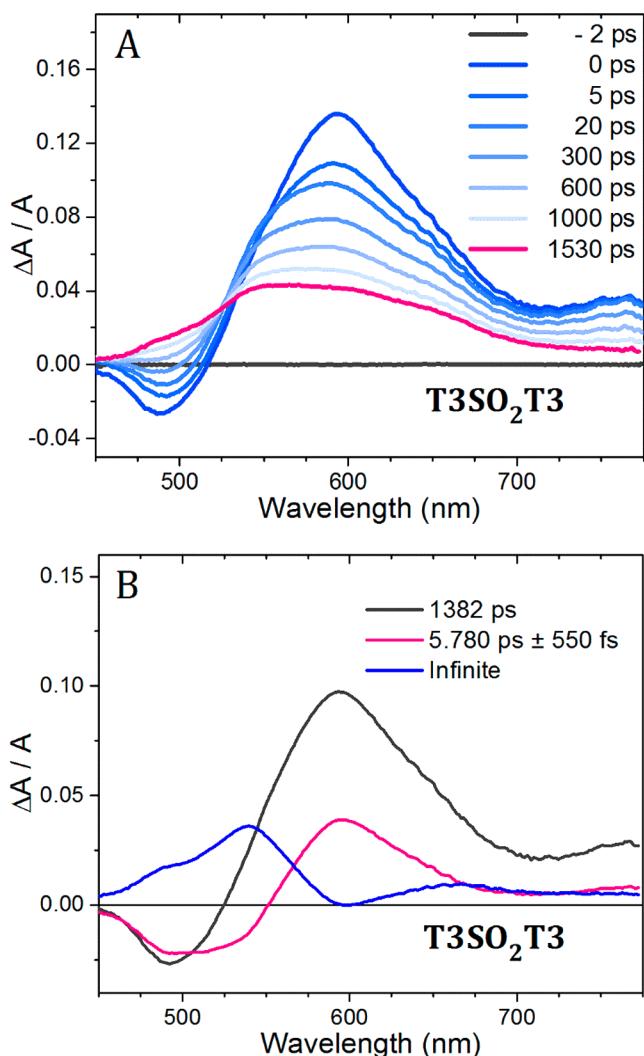 A
- 2 ps
0 ps
5 ps
20 ps
300 ps
600 ps
1000 ps
1530 ps
0.16
0.12
0.08
0.04
0.00
-0.04
ΔA / A
T3SO₂T3
500
600
700
Wavelength (nm)
B
1382 ps
5.780 ps ± 550 fs
Infinite
0.15
0.10
0.05
0.00
ΔA / A
T3SO₂T3
500
600
700
Wavelength (nm)